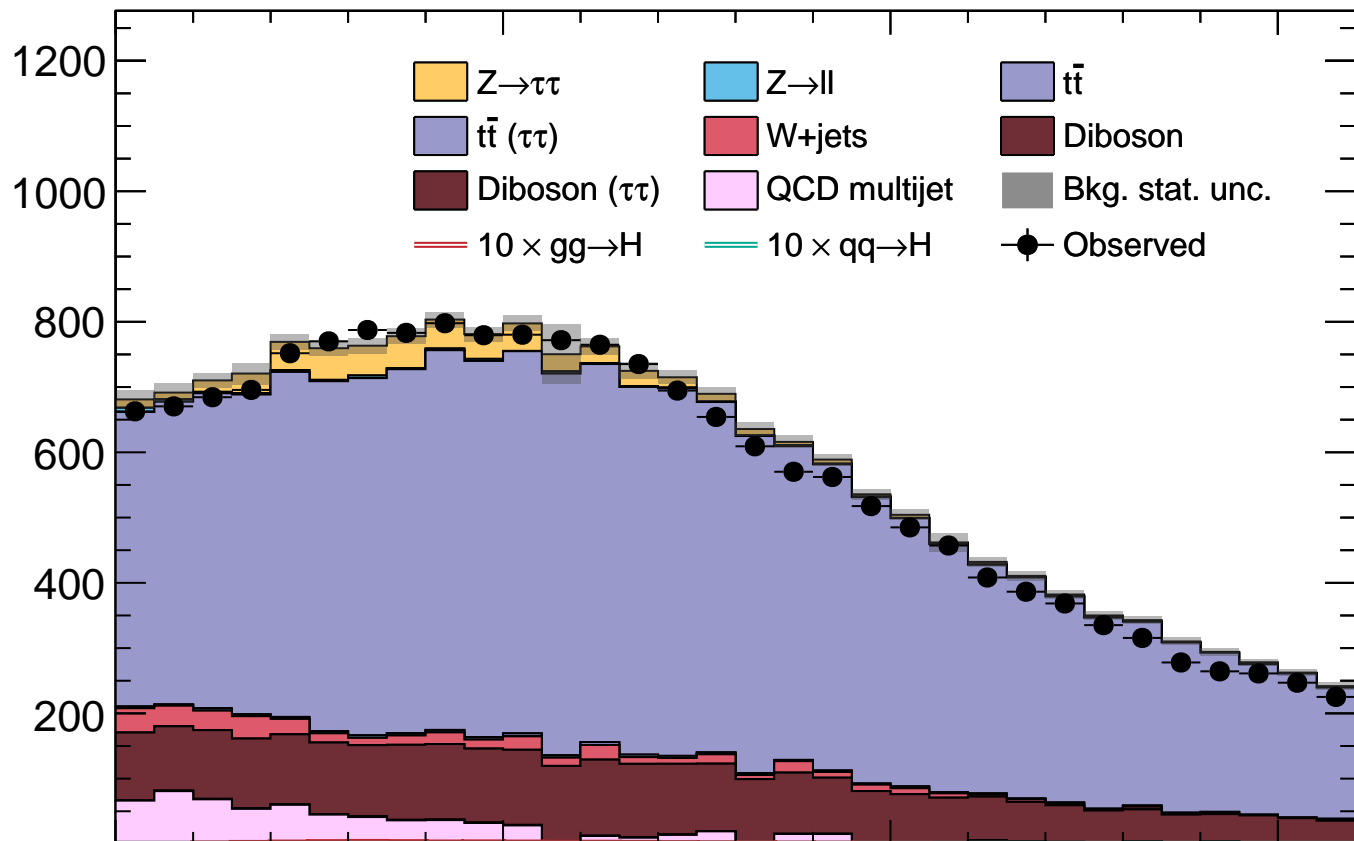 1200
Z→ττ Z→ll tt̄
tt̄ (ττ) W+jets Diboson
1000
Diboson (ττ) QCD multijet Bkg. stat. unc.
10 × gg→H 10 × qq→H Observed
800
600
400
200